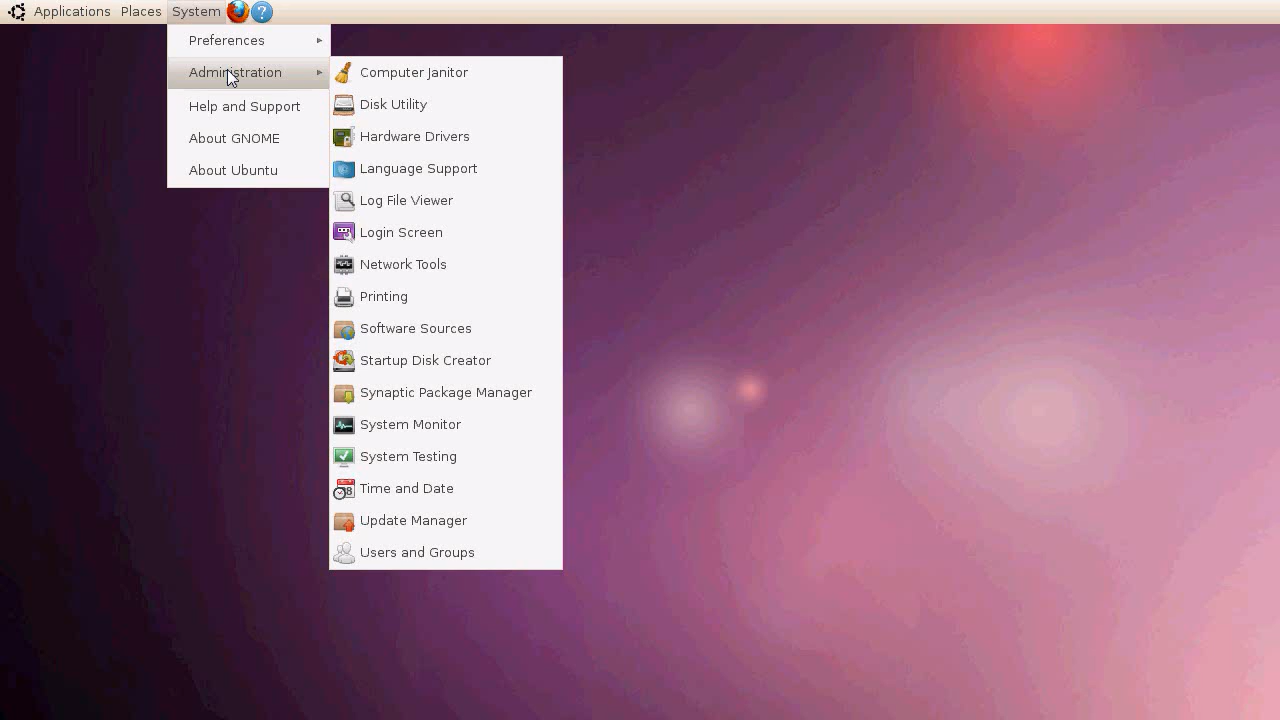 Applications Places System ?
Preferences
Administration
Help and Support
About GNOME
About Ubuntu
Computer Janitor
Disk Utility
Hardware Drivers
Language Support
Log File Viewer
Login Screen
Network Tools
Printing
Software Sources
Startup Disk Creator
Synaptic Package Manager
System Monitor
System Testing
Time and Date
Update Manager
Users and Groups